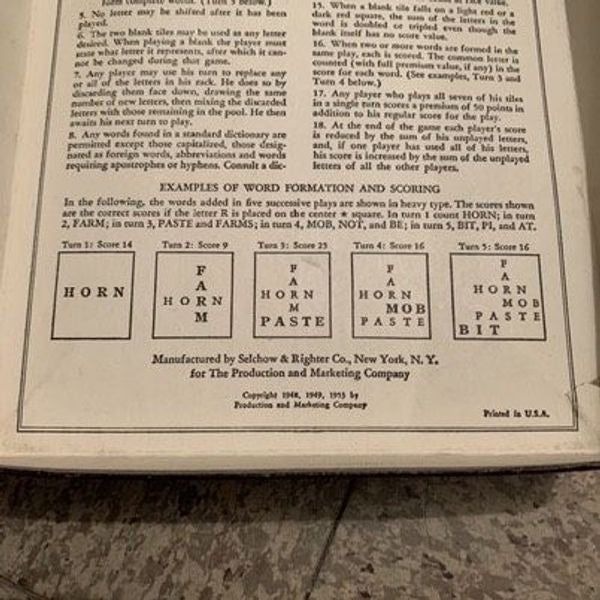 form complete words. (Turn 3 below.)
5. No letter may be shifted after it has been
played.
6. The two blank tiles may be used as any letter
desired. When playing a blank the player must
state what letter it represents, after which it can-
not be changed during that game.
7. Any player may use his turn to replace any
or all of the letters in his rack. He does so by
discarding them face down, drawing the same
number of new letters, then mixing the discarded
letters with those remaining in the pool. He then
awaits his next turn to play.
8. Any words found in a standard dictionary are
permitted except those capitalized, those desig-
nated as foreign words, abbreviations and words
requiring apostrophes or hyphens. Consult a dic-
value.
15. When a blank tile falls on a light red or a
dark red square, the sum of the letters in the
word is doubled or tripled even though the
blank itself has no score value.
16. When two or more words are formed in the
same play, each is scored. The common letter is
counted (with full premium value, if any) in the
score for each word. (See examples, Turn 3 and
Turn 4 below.)
17. Any player who plays all seven of his tiles
in a single turn scores a premium of 50 points in
addition to his regular score for the play.
18. At the end of the game each player's score
is reduced by the sum of his unplayed letters,
and, if one player has used all of his letters,
his score is increased by the sum of the unplayed
letters of all the other players.
EXAMPLES OF WORD FORMATION AND SCORING
In the following, the words added in five successive plays are shown in heavy type. The scores shown
are the correct scores if the letter R is placed on the center ★ square. In turn 1 count HORN; in turn
2, FARM; in turn 3, PASTE and FARMS; in turn 4, MOB, NOT, and BE; in turn 5, BIT, PI, and AT.
Turn 1: Score 14
HORN
Turn 2: Score 9
F
A
HORN
M
Turn 3: Score 25
F
A
HORN
M
PASTE
Turn 4: Score 16
F
A
HORN
MOB
PASTE
Turn 5: Score 16
F
A
HORN
MOB
PASTE
BIT
Manufactured by Selchow & Righter Co., New York, N. Y.
for The Production and Marketing Company
Copyright 1948, 1949, 1953 by
Production and Marketing Company
Printed in U.S.A.